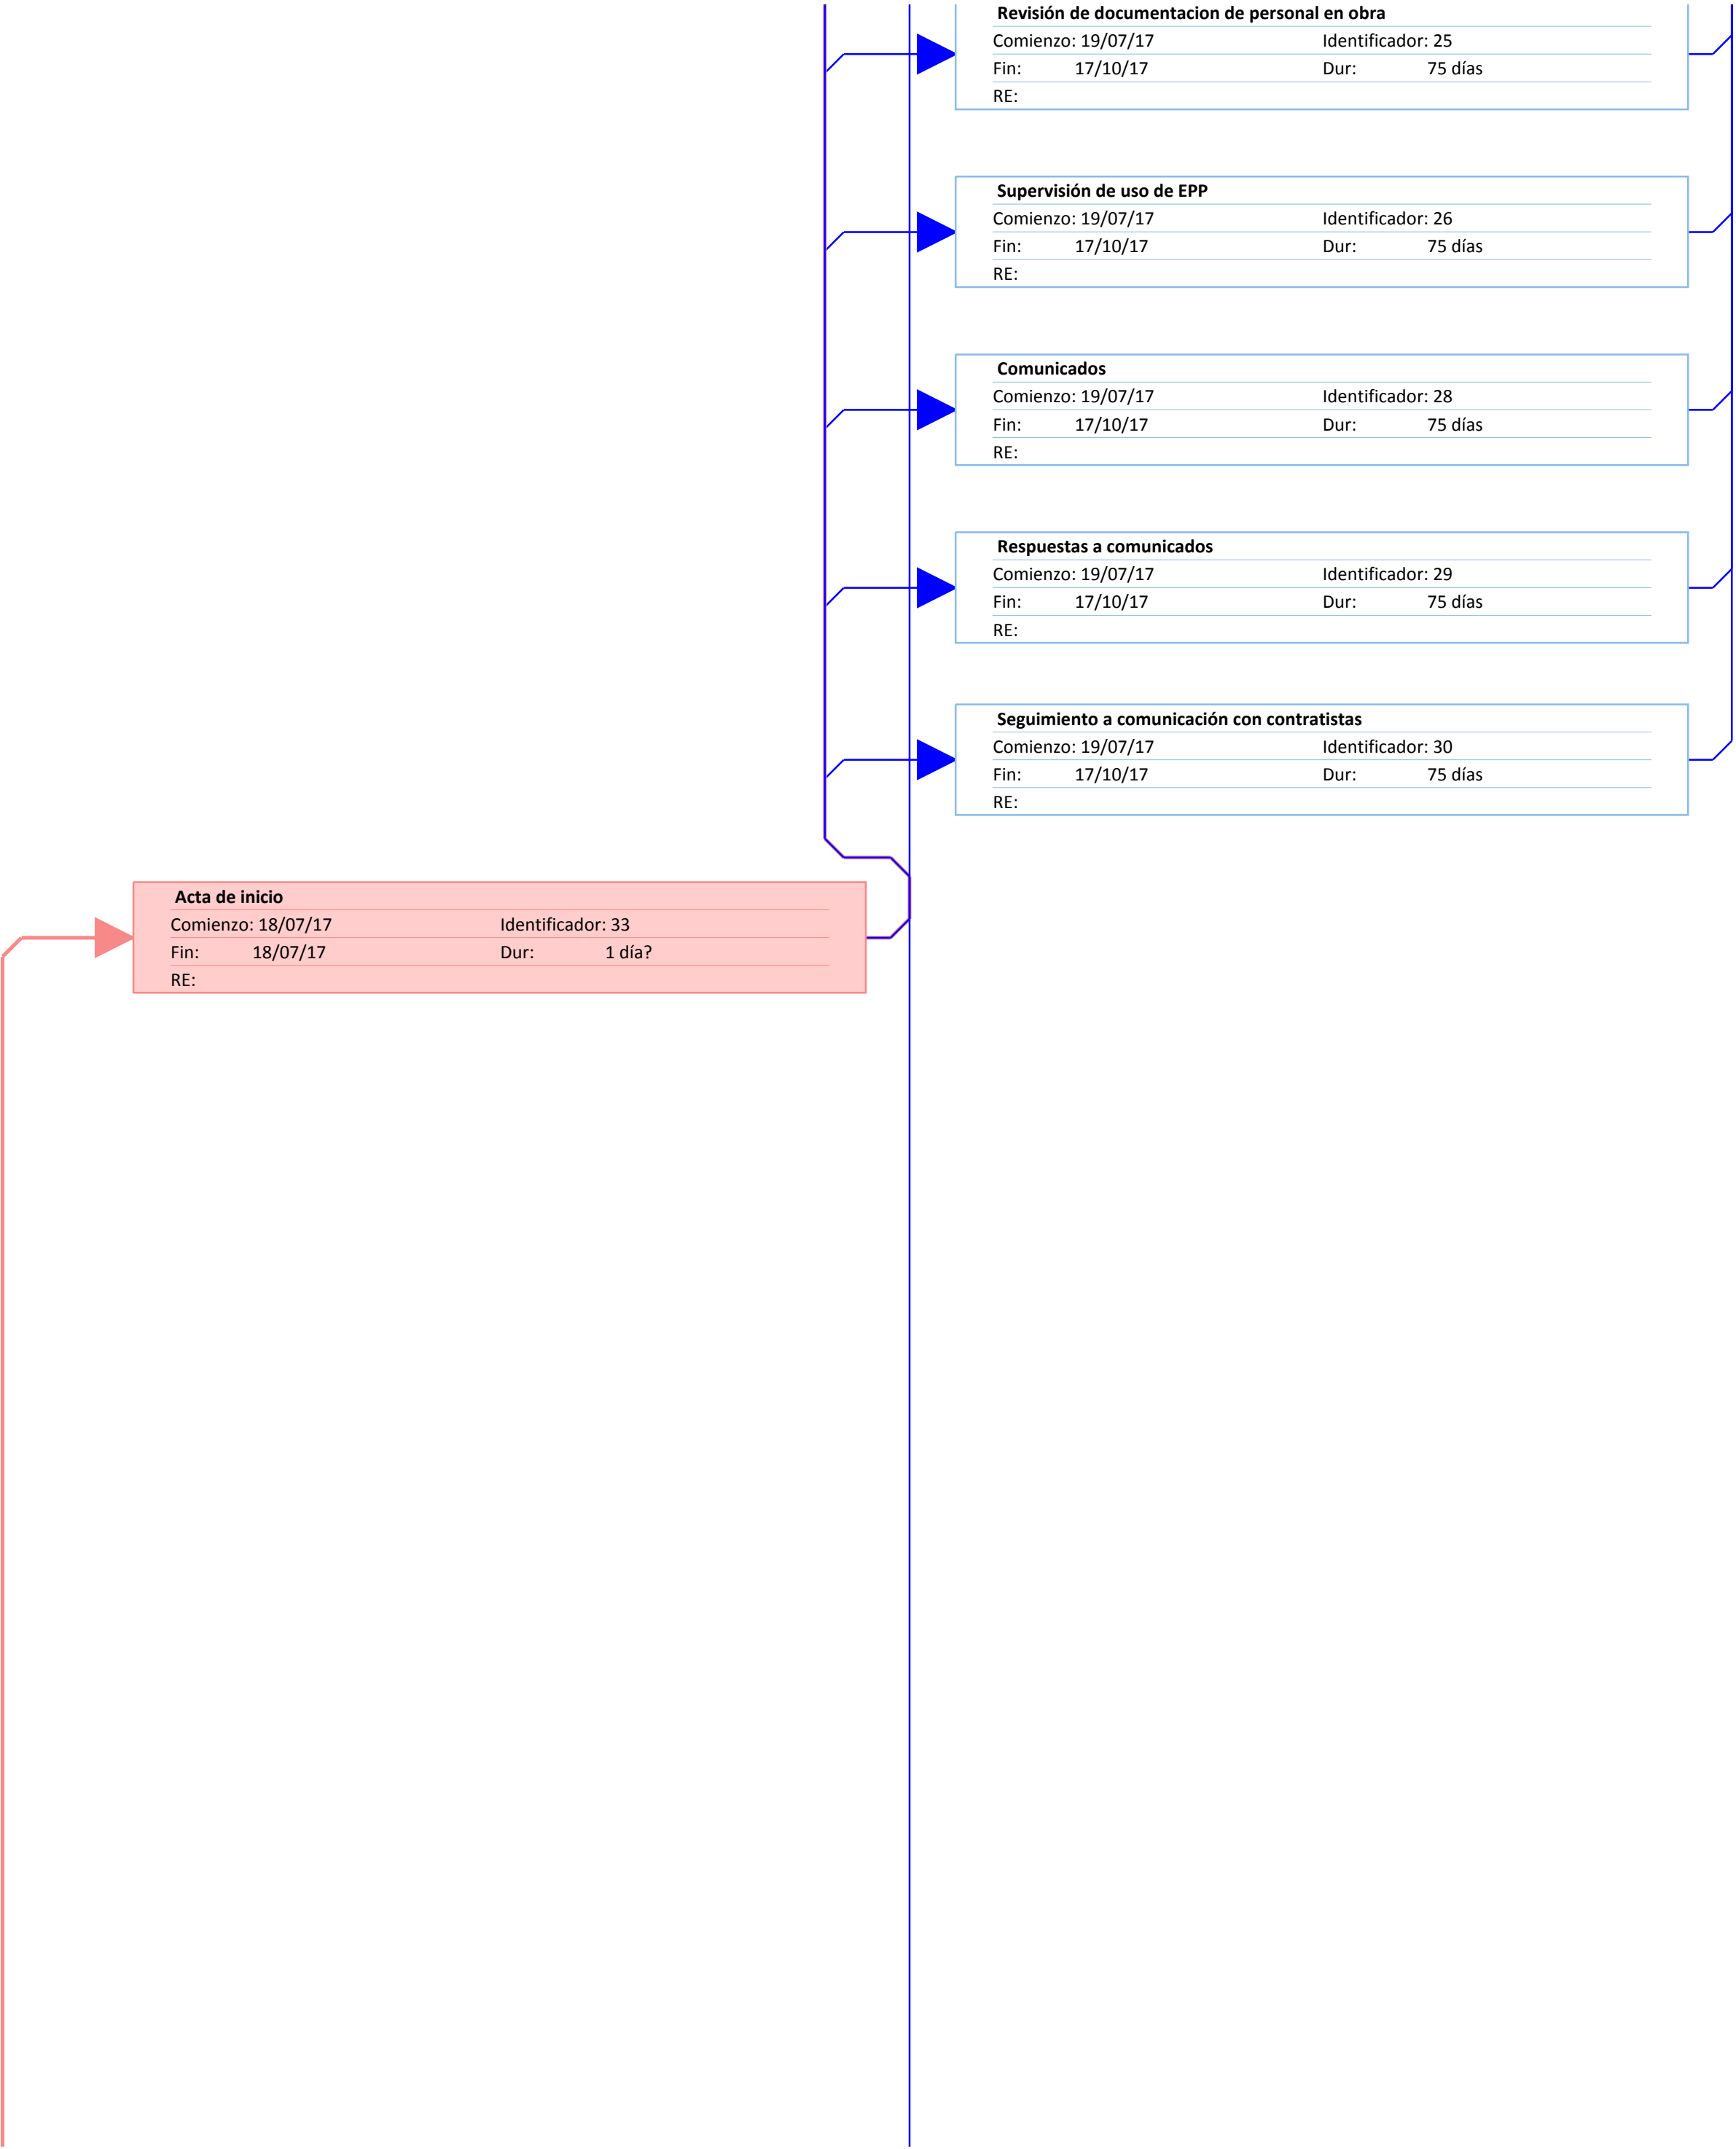 Revisión de documentacion de personal en obra
Comienzo: 19/07/17 Identificador: 25
Fin: 17/10/17 Dur: 75 días
RE:
Supervisión de uso de EPP
Comienzo: 19/07/17 Identificador: 26
Fin: 17/10/17 Dur: 75 días
RE:
Comunicados
Comienzo: 19/07/17 Identificador: 28
Fin: 17/10/17 Dur: 75 días
RE:
Respuestas a comunicados
Comienzo: 19/07/17 Identificador: 29
Fin: 17/10/17 Dur: 75 días
RE:
Seguimiento a comunicación con contratistas
Comienzo: 19/07/17 Identificador: 30
Fin: 17/10/17 Dur: 75 días
RE:
Acta de inicio
Comienzo: 18/07/17 Identificador: 33
Fin: 18/07/17 Dur: 1 día?
RE: